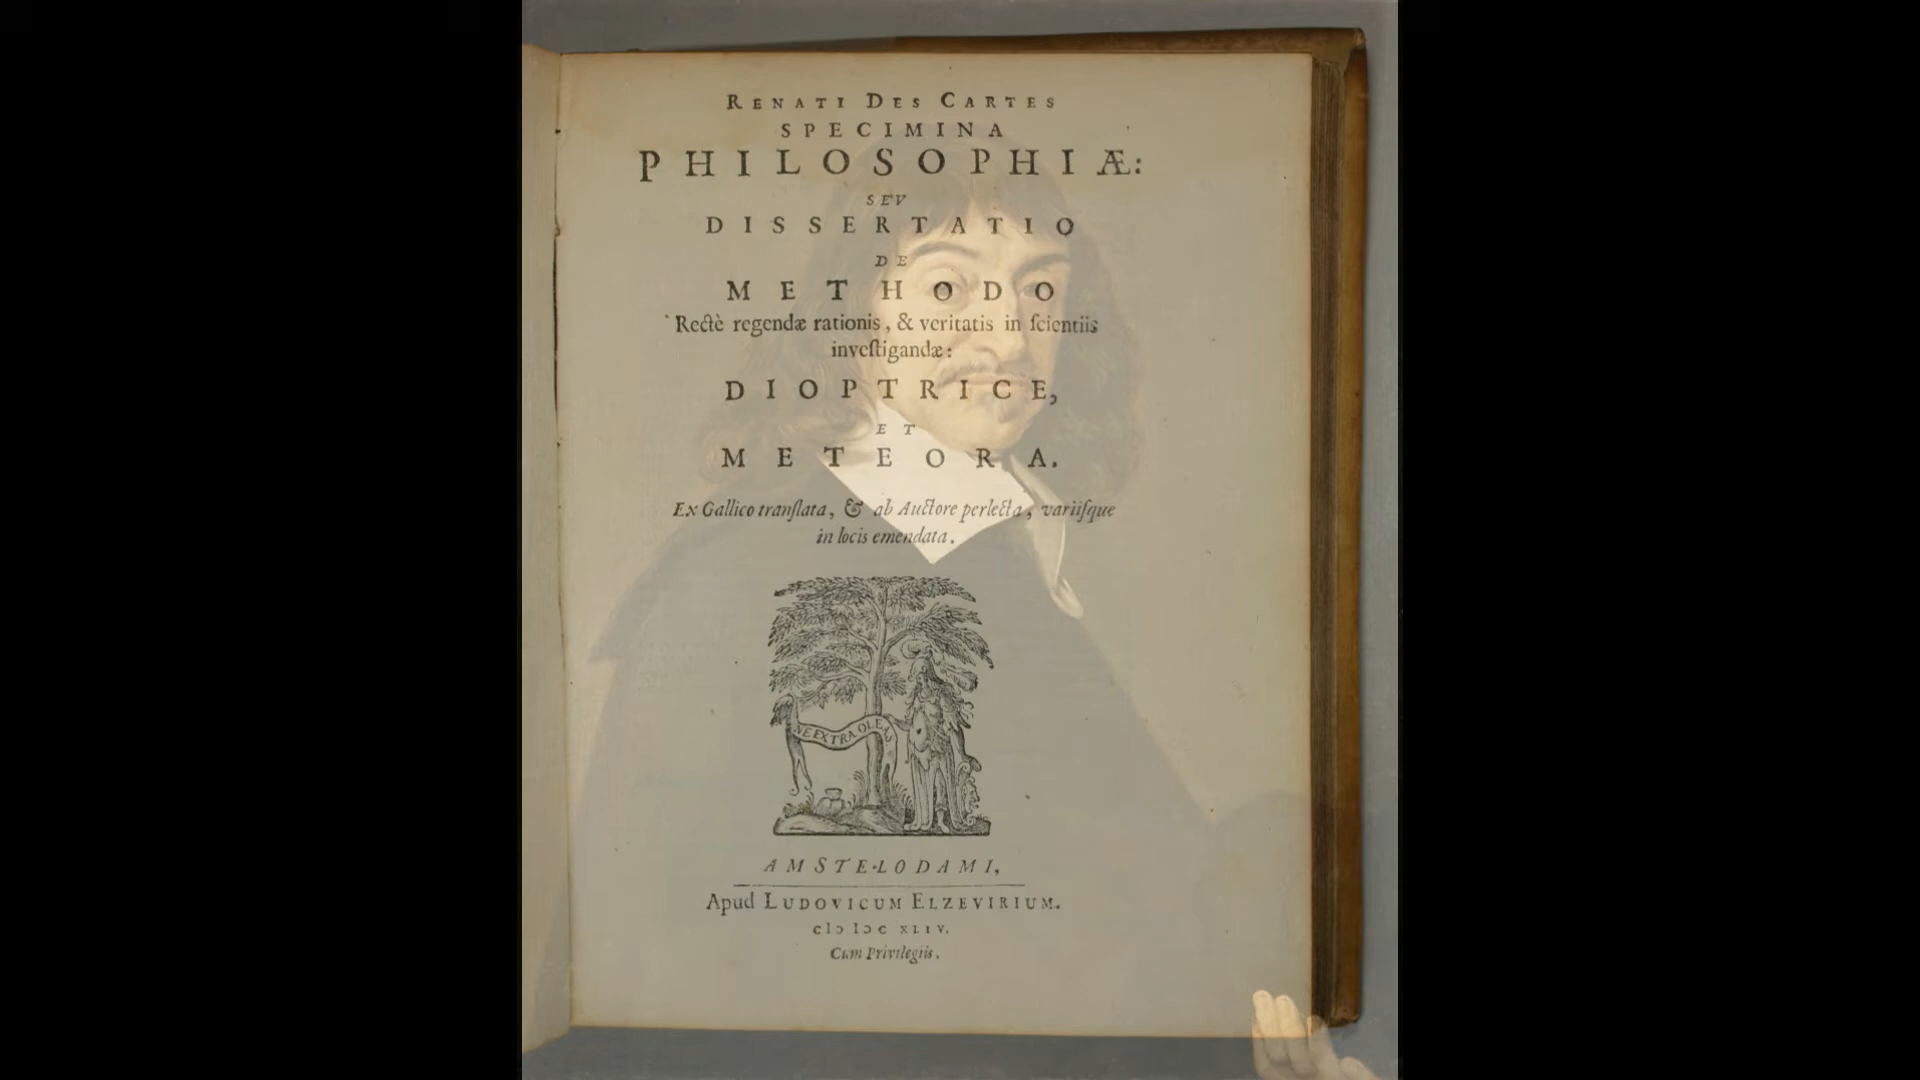 RENATI DES CARTES
SPECIMINA
PHILOSOPHIÆ:
SEV
DISSERTATIO
DE
METHODO
Rectè regendæ rationis, & veritatis in ſcientiis
inveſtigandæ:
DIOPTRICE,
ET
METEORA.
Ex Gallico tranſlata, & ab Auctore perlecta, variiſque
in locis emendata.
NE EXTRA OLEAS
AMSTELODAMI,
Apud LUDOVICUM ELZEVIRIUM.
cIↄ Iↄc XLIV.
Cum Privilegiis.